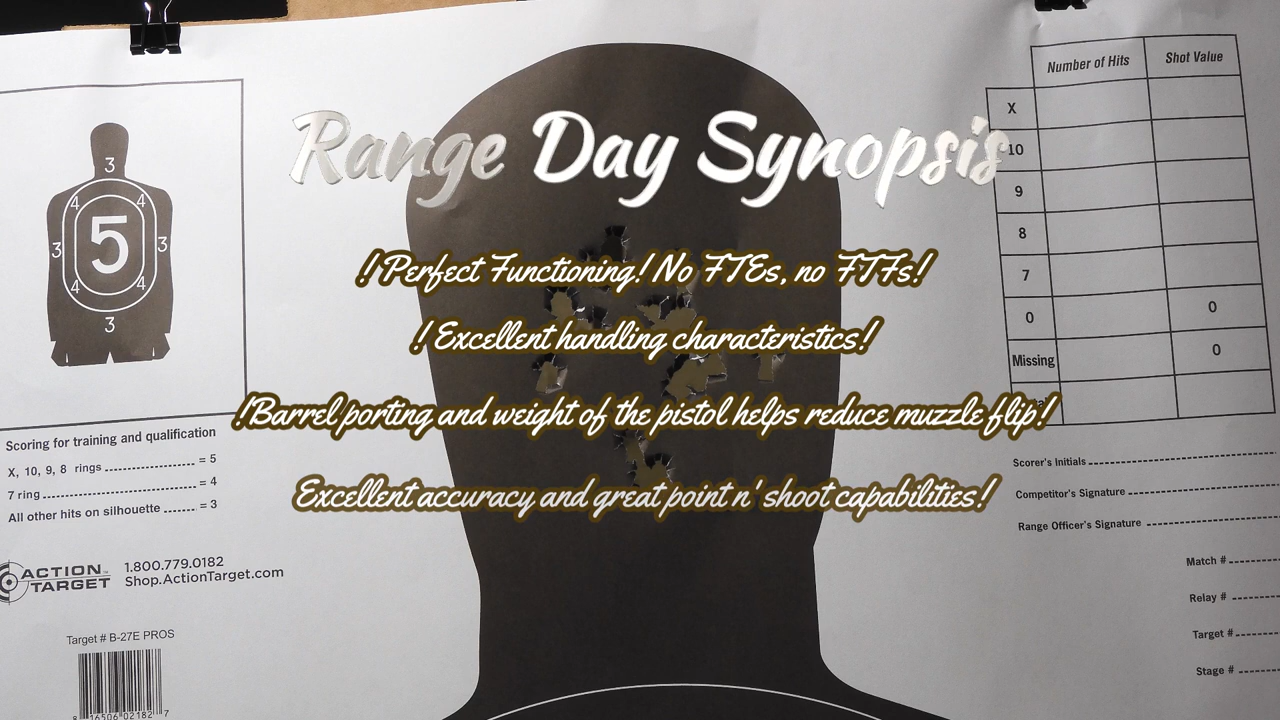 Range Day Synopsis
! Perfect Functioning! No FTEs, no FTFs!
! Excellent handling characteristics!
!Barrel porting and weight of the pistol helps reduce muzzle flip!
Excellent accuracy and great point n' shoot capabilities!
3
4 4
3 5 3
4 4
3
Scoring for training and qualification
X, 10, 9, 8 rings = 5
7 ring = 4
All other hits on silhouette = 3
ACTION TARGET
1.800.779.0182
Shop.ActionTarget.com
Target # B-27E PROS
8 16506 02182 7
Number of Hits Shot Value
X
10
9
8
7
0 0
Missing 0
Scorer's Initials
Competitor's Signature
Range Officer's Signature
Match #
Relay #
Target #
Stage #